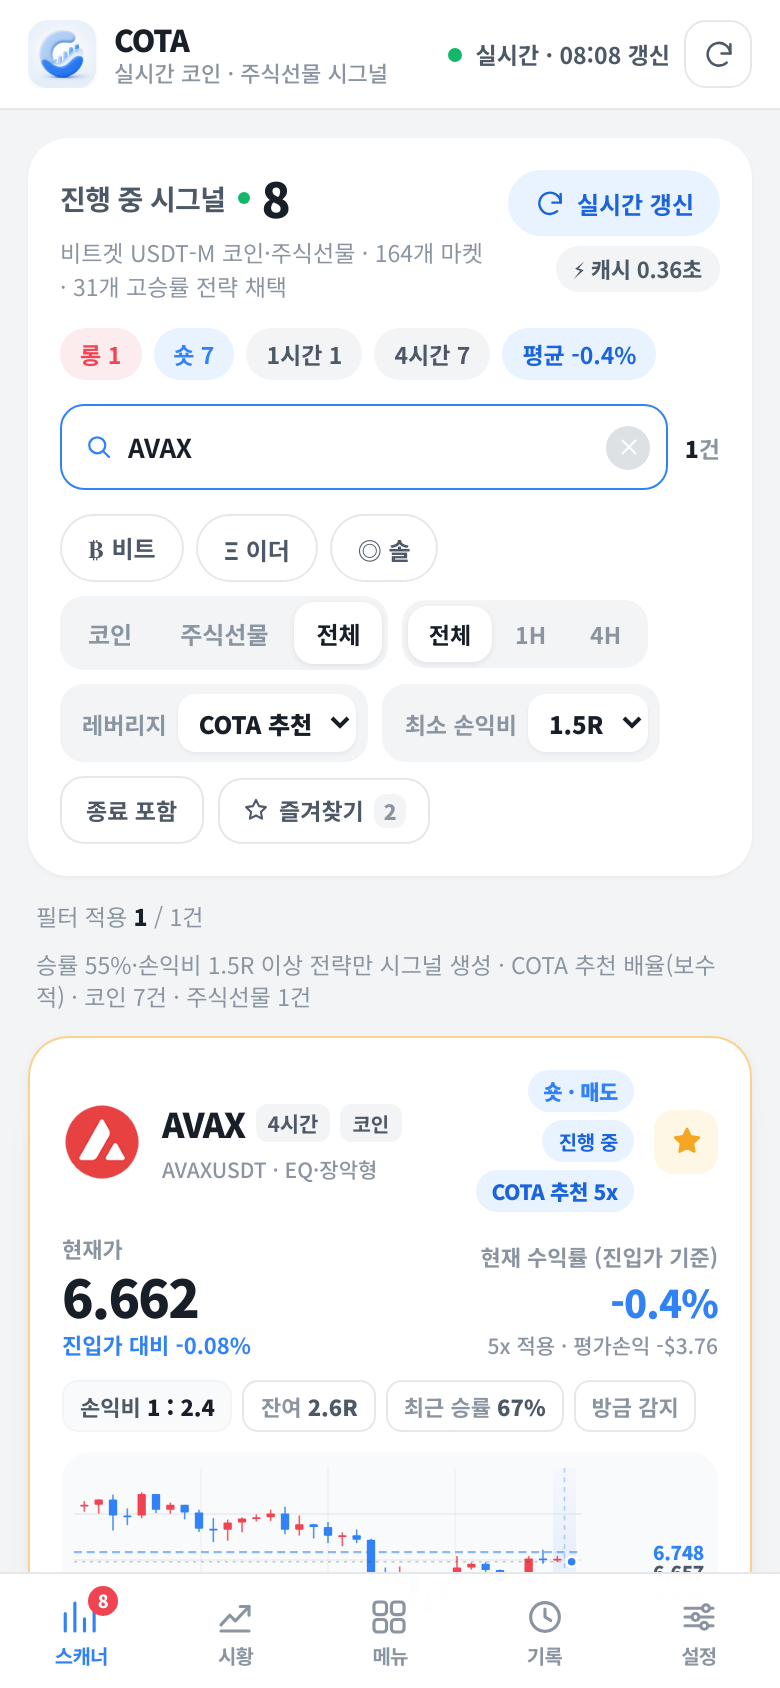 COTA
실시간 코인 · 주식선물 시그널
실시간 · 08:08 갱신
진행 중 시그널 8
실시간 갱신
비트겟 USDT-M 코인·주식선물 · 164개 마켓
· 31개 고승률 전략 채택
⚡ 캐시 0.36초
롱 1
숏 7
1시간 1
4시간 7
평균 -0.4%
AVAX
1건
₿ 비트
Ξ 이더
◎ 솔
코인
주식선물
전체
전체
1H
4H
레버리지
COTA 추천
최소 손익비
1.5R
종료 포함
즐겨찾기 2
필터 적용 1 / 1건
승률 55%·손익비 1.5R 이상 전략만 시그널 생성 · COTA 추천 배율(보수
적) · 코인 7건 · 주식선물 1건
AVAX
4시간
코인
AVAXUSDT · EQ·장악형
숏 · 매도
진행 중
COTA 추천 5x
현재가
6.662
진입가 대비 -0.08%
현재 수익률 (진입가 기준)
-0.4%
5x 적용 · 평가손익 -$3.76
손익비 1 : 2.4
잔여 2.6R
최근 승률 67%
방금 감지
6.748
6.657
8
스캐너
시황
메뉴
기록
설정